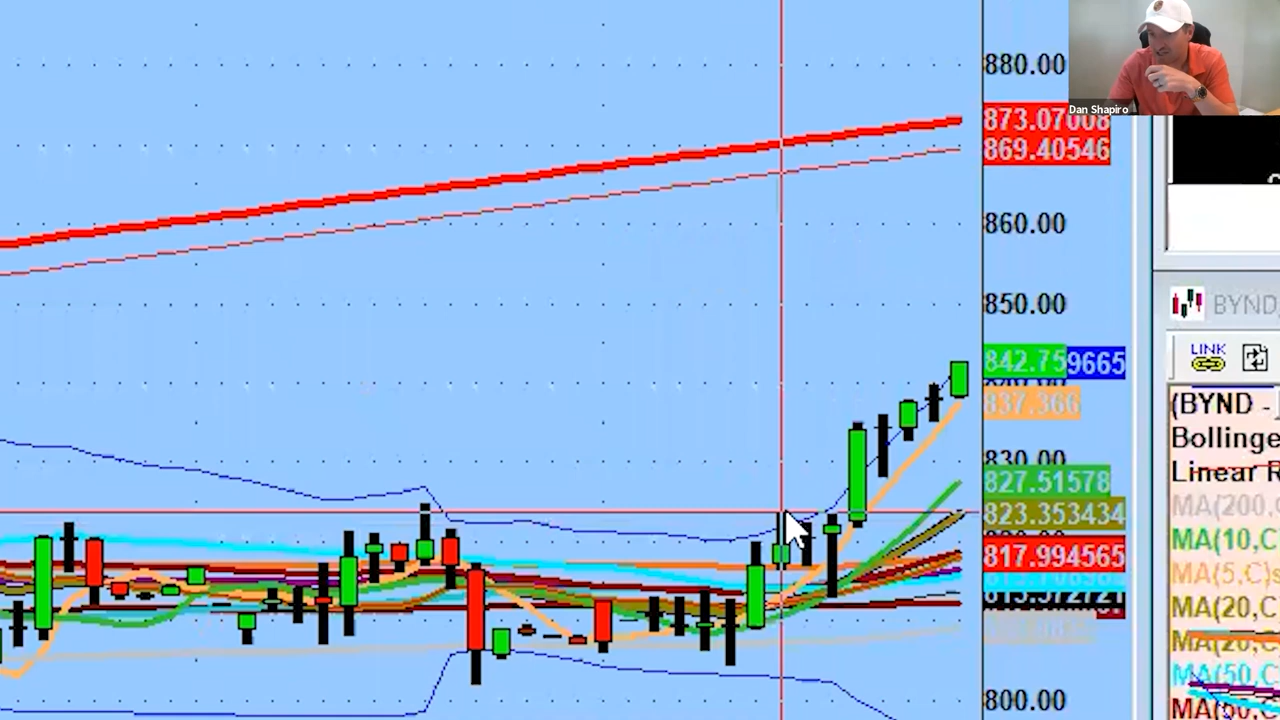 880.00
Dan Shapiro
873.07008
869.40546
860.00
850.00
842.75
9665
837.366
830.00
827.51578
823.353434
817.994565
800.00
BYND,
LINK
(BYND -
Bollinge
Linear R
MA(200,C
MA(10,C
MA(5,C)s
MA(20,C
MA(20,C
MA(50,C
MA(50,C